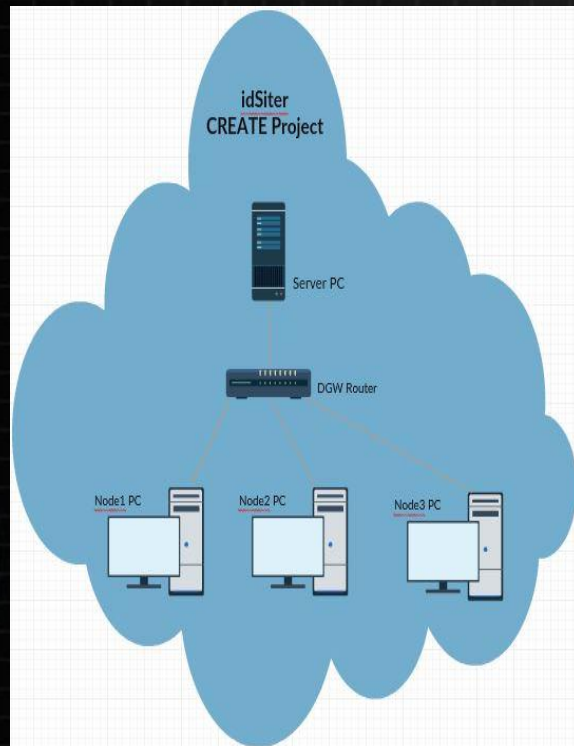 idSiter
CREATE Project
Server PC
DGW Router
Node1 PC
Node2 PC
Node3 PC